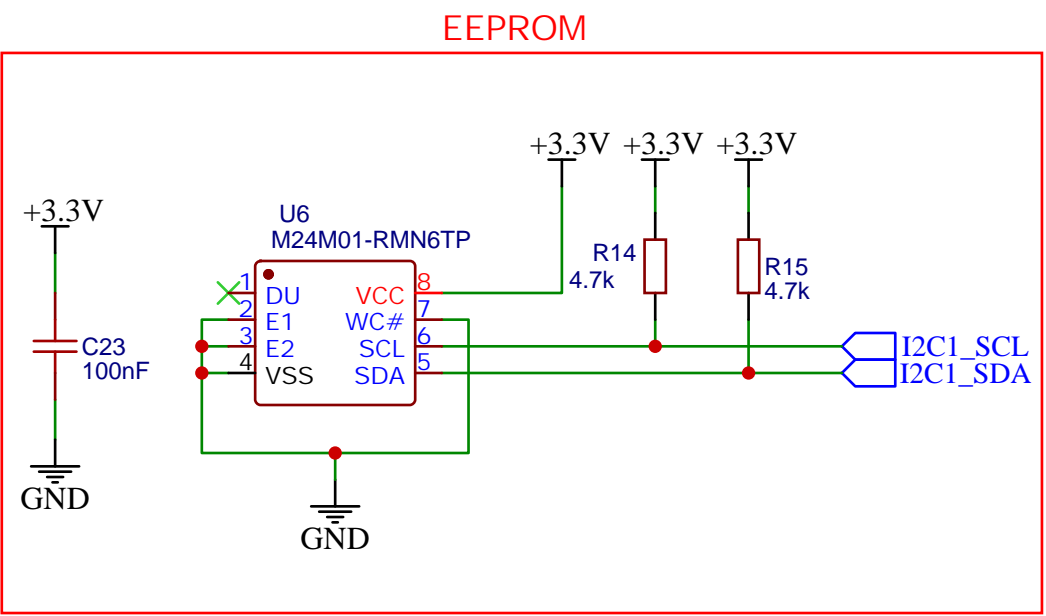 EEPROM
+3.3V +3.3V +3.3V
+3.3V
U6
M24M01-RMN6TP
R14
4.7k
R15
4.7k
C23
100nF
1 DU
2 E1
3 E2
4 VSS
VCC 8
WC# 7
SCL 6
SDA 5
I2C1_SCL
I2C1_SDA
GND
GND